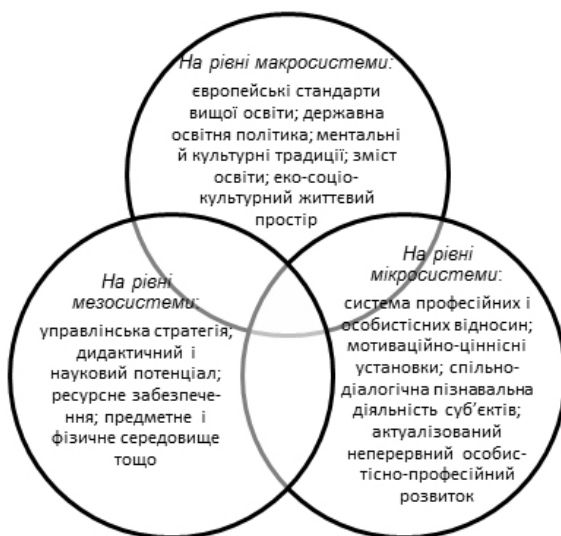 На рівні макросистеми:
європейські стандарти
вищої освіти; державна
освітня політика; ментальні
й культурні традиції; зміст
освіти; еко-соціо-
культурний життєвий
простір
На рівні
мезосистеми:
управлінська стратегія;
дидактичний і
науковий потенціал;
ресурсне забезпече-
ння; предметне і
фізичне середовище
тощо
На рівні
мікросистеми:
система професійних і
особистісних відносин;
мотиваційно-ціннісні
установки; спільно-
діалогічна пізнавальна
діяльність суб’єктів;
актуалізований
неперервний особис-
тісно-професійний
розвиток